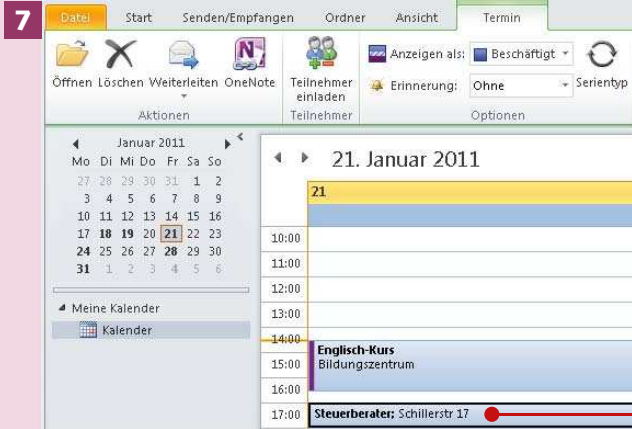 7
Datei Start Senden/Empfangen Ordner Ansicht Termin
Öffnen Löschen Weiterleiten OneNote
Teilnehmer einladen
Anzeigen als: Beschäftigt
Erinnerung: Ohne
Serientyp
Aktionen Teilnehmer Optionen
Januar 2011
Mo Di Mi Do Fr Sa So
27 28 29 30 31 1 2
3 4 5 6 7 8 9
10 11 12 13 14 15 16
17 18 19 20 21 22 23
24 25 26 27 28 29 30
31 1 2 3 4 5 6
Meine Kalender
Kalender
21. Januar 2011
21
10:00
11:00
12:00
13:00
14:00
Englisch-Kurs
15:00 Bildungszentrum
16:00
17:00 Steuerberater; Schillerstr 17